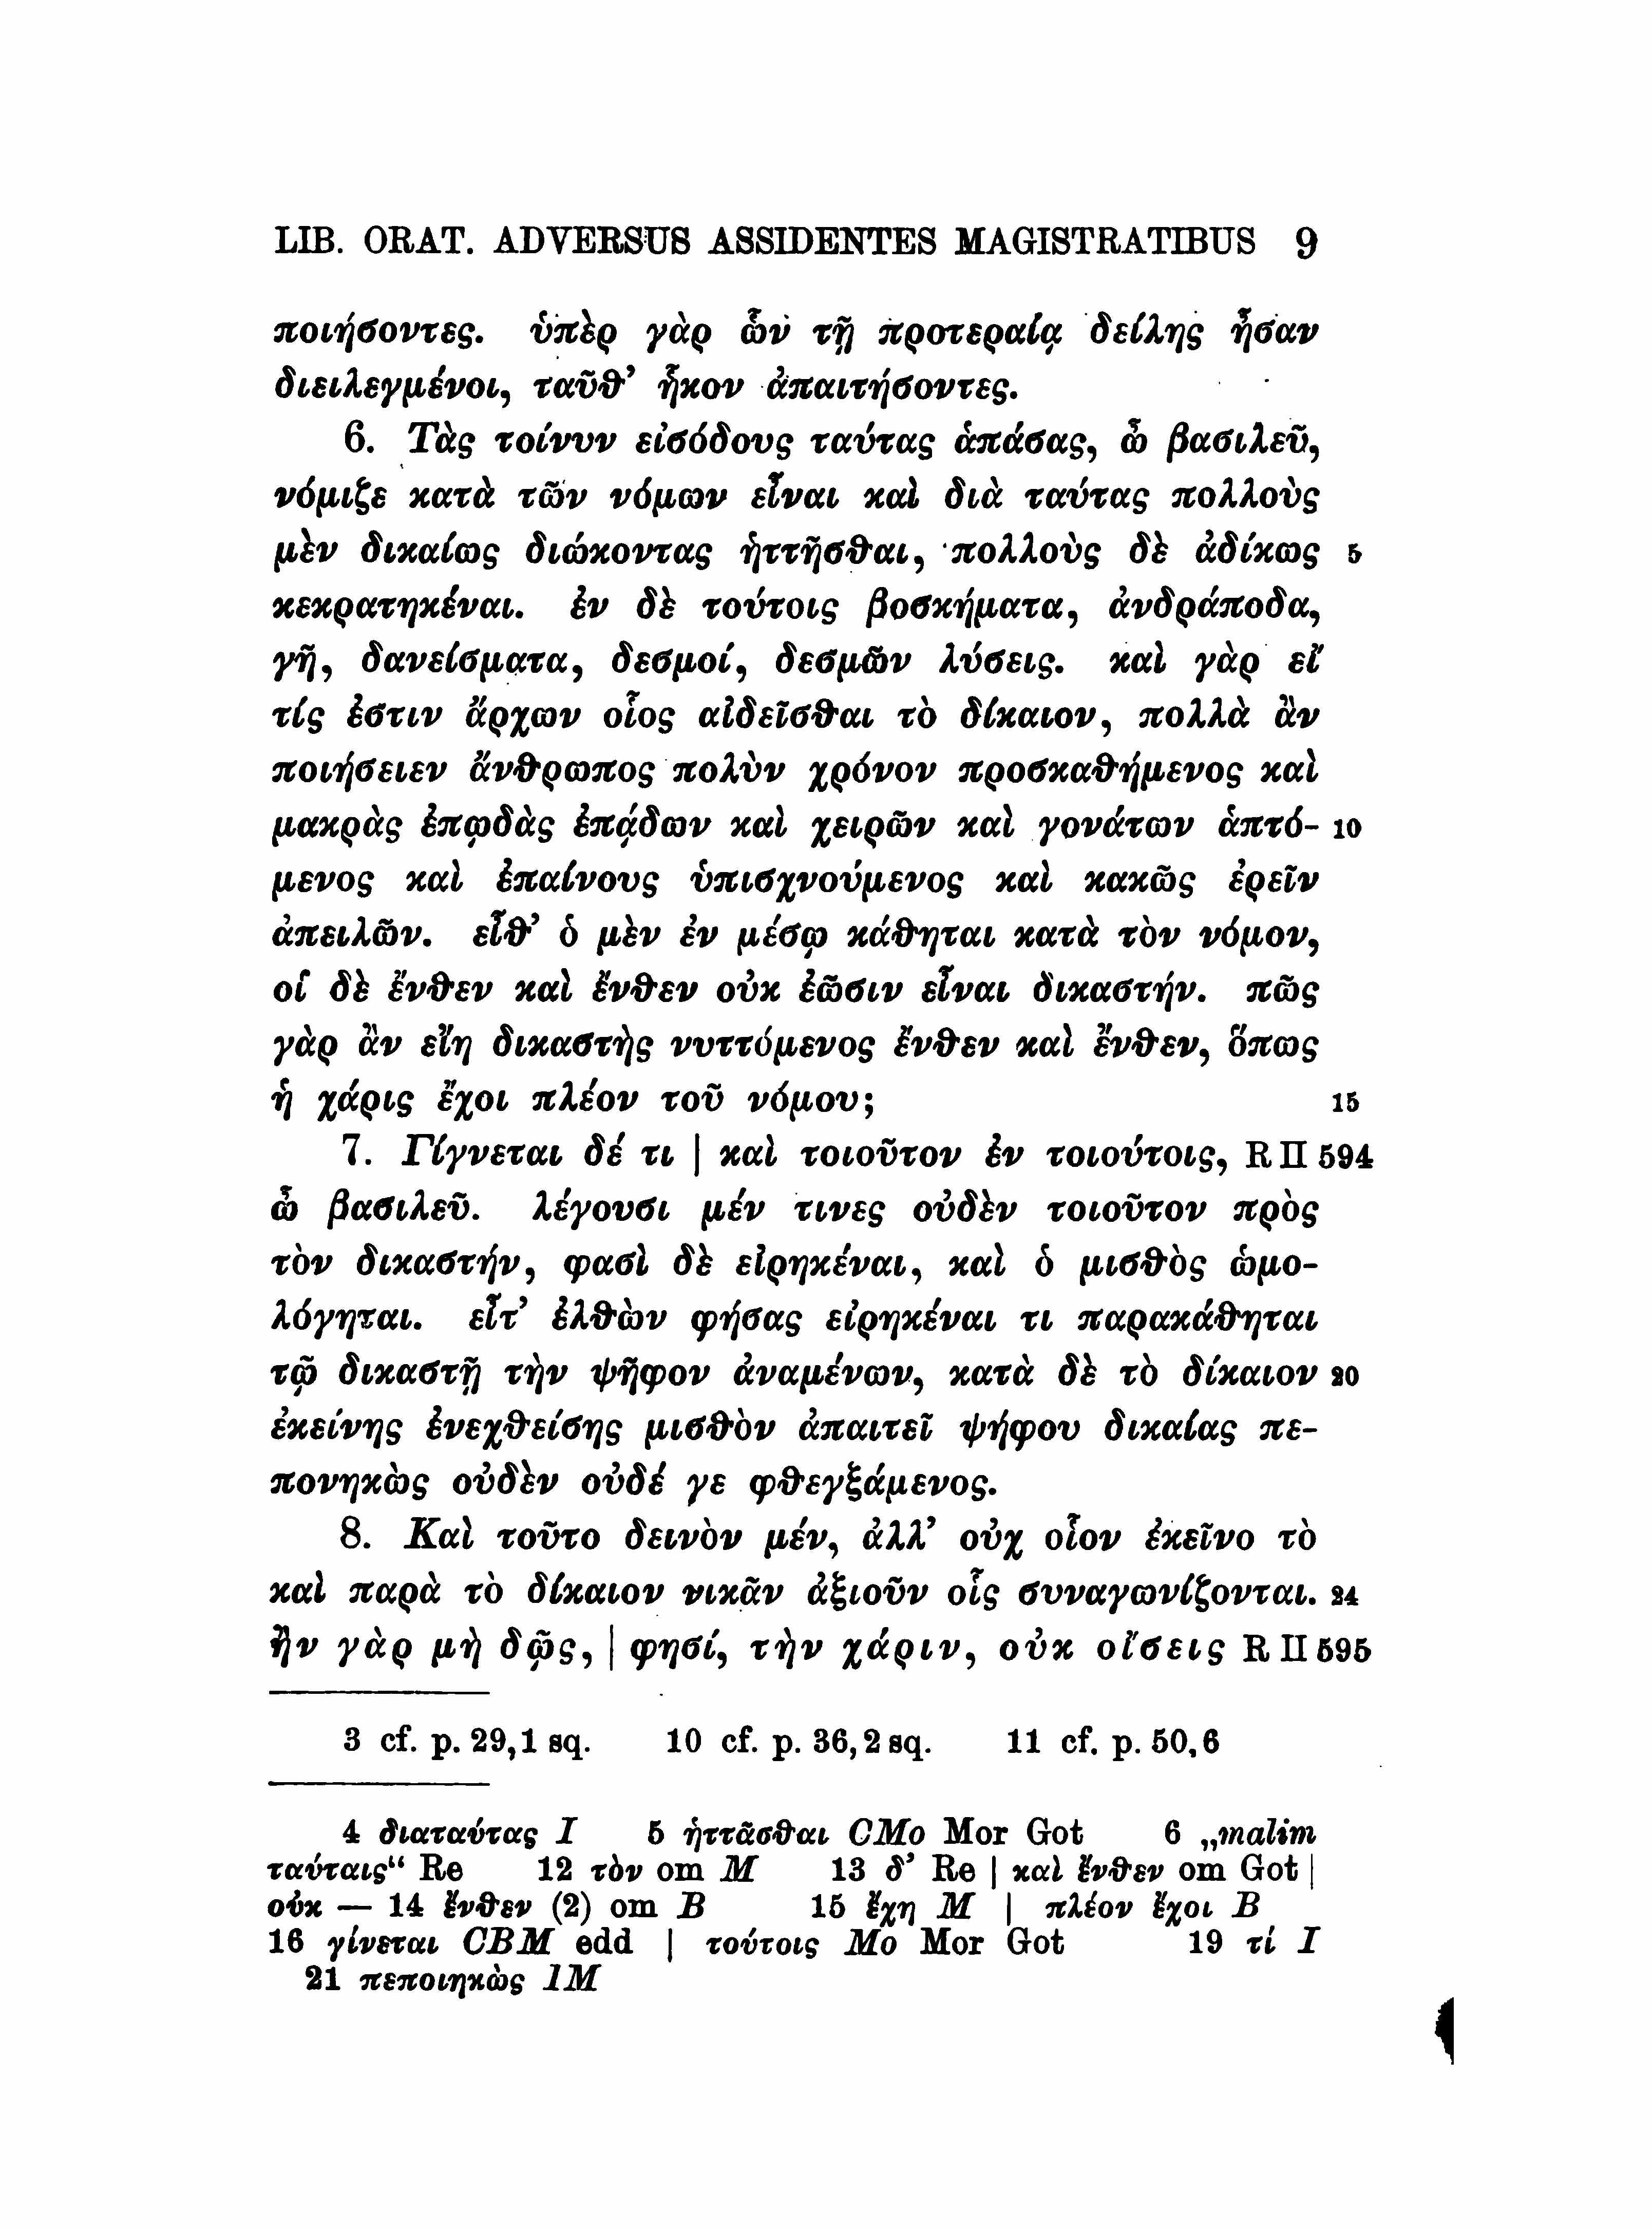 LIB. ORAT. ADVERSUS ASSIDENTES MAGISTRATIBUS 9
ποιήσοντες. ὑπὲρ γὰρ ὧν τῇ προτεραίᾳ δείλης ἦσαν
διειλεγμένοι, ταῦθ’ ἧκον ἀπαιτήσοντες.
6. Τὰς τοίνυν εἰσόδους ταύτας ἁπάσας, ὦ βασιλεῦ,
νόμιζε κατὰ τῶν νόμων εἶναι καὶ διὰ ταύτας πολλοὺς
μὲν δικαίως διώκοντας ἡττῆσθαι, πολλοὺς δὲ ἀδίκως 5
κεκρατηκέναι. ἐν δὲ τούτοις βοσκήματα, ἀνδράποδα,
γῆ, δανείσματα, δεσμοί, δεσμῶν λύσεις. καὶ γὰρ εἴ
τίς ἐστιν ἄρχων οἷος αἰδεῖσθαι τὸ δίκαιον, πολλὰ ἂν
ποιήσειεν ἄνθρωπος πολὺν χρόνον προσκαθήμενος καὶ
μακρὰς ἐπῳδὰς ἐπᾴδων καὶ χειρῶν καὶ γονάτων ἁπτό- 10
μενος καὶ ἐπαίνους ὑπισχνούμενος καὶ κακῶς ἐρεῖν
ἀπειλῶν. εἶθ’ ὁ μὲν ἐν μέσῳ κάθηται κατὰ τὸν νόμον,
οἱ δὲ ἔνθεν καὶ ἔνθεν οὐκ ἐῶσιν εἶναι δικαστήν. πῶς
γὰρ ἂν εἴη δικαστὴς νυττόμενος ἔνθεν καὶ ἔνθεν, ὅπως
ἡ χάρις ἔχοι πλέον τοῦ νόμου; 15
7. Γίγνεται δέ τι | καὶ τοιοῦτον ἐν τοιούτοις, R II 594
ὦ βασιλεῦ. λέγουσι μέν τινες οὐδὲν τοιοῦτον πρὸς
τὸν δικαστήν, φασὶ δὲ εἰρηκέναι, καὶ ὁ μισθὸς ὡμο-
λόγηται. εἶτ’ ἐλθὼν φήσας εἰρηκέναι τι παρακάθηται
τῷ δικαστῇ τὴν ψῆφον ἀναμένων, κατὰ δὲ τὸ δίκαιον 20
ἐκείνης ἐνεχθείσης μισθὸν ἀπαιτεῖ ψήφου δικαίας πε-
πονηκὼς οὐδὲν οὐδέ γε φθεγξάμενος.
8. Καὶ τοῦτο δεινὸν μέν, ἀλλ’ οὐχ οἷον ἐκεῖνο τὸ
καὶ παρὰ τὸ δίκαιον νικᾶν ἀξιοῦν οἷς συναγωνίζονται. 24
ἢν γὰρ μὴ δῷς, | φησί, τὴν χάριν, οὐκ οἴσεις R II 595
3 cf. p. 29,1 sq. 10 cf. p. 36,2 sq. 11 cf. p. 50,6
4 διαταύτας I 5 ἡττᾶσθαι CMo Mor Got 6 „malim
ταύταις“ Re 12 τὸν om M 13 δ’ Re | καὶ ἔνθεν om Got |
οὐκ — 14 ἔνθεν (2) om B 15 ἔχῃ M | πλέον ἔχοι B
16 γίνεται CBM edd | τούτοις Mo Mor Got 19 τί I
21 πεποιηκὼς IM